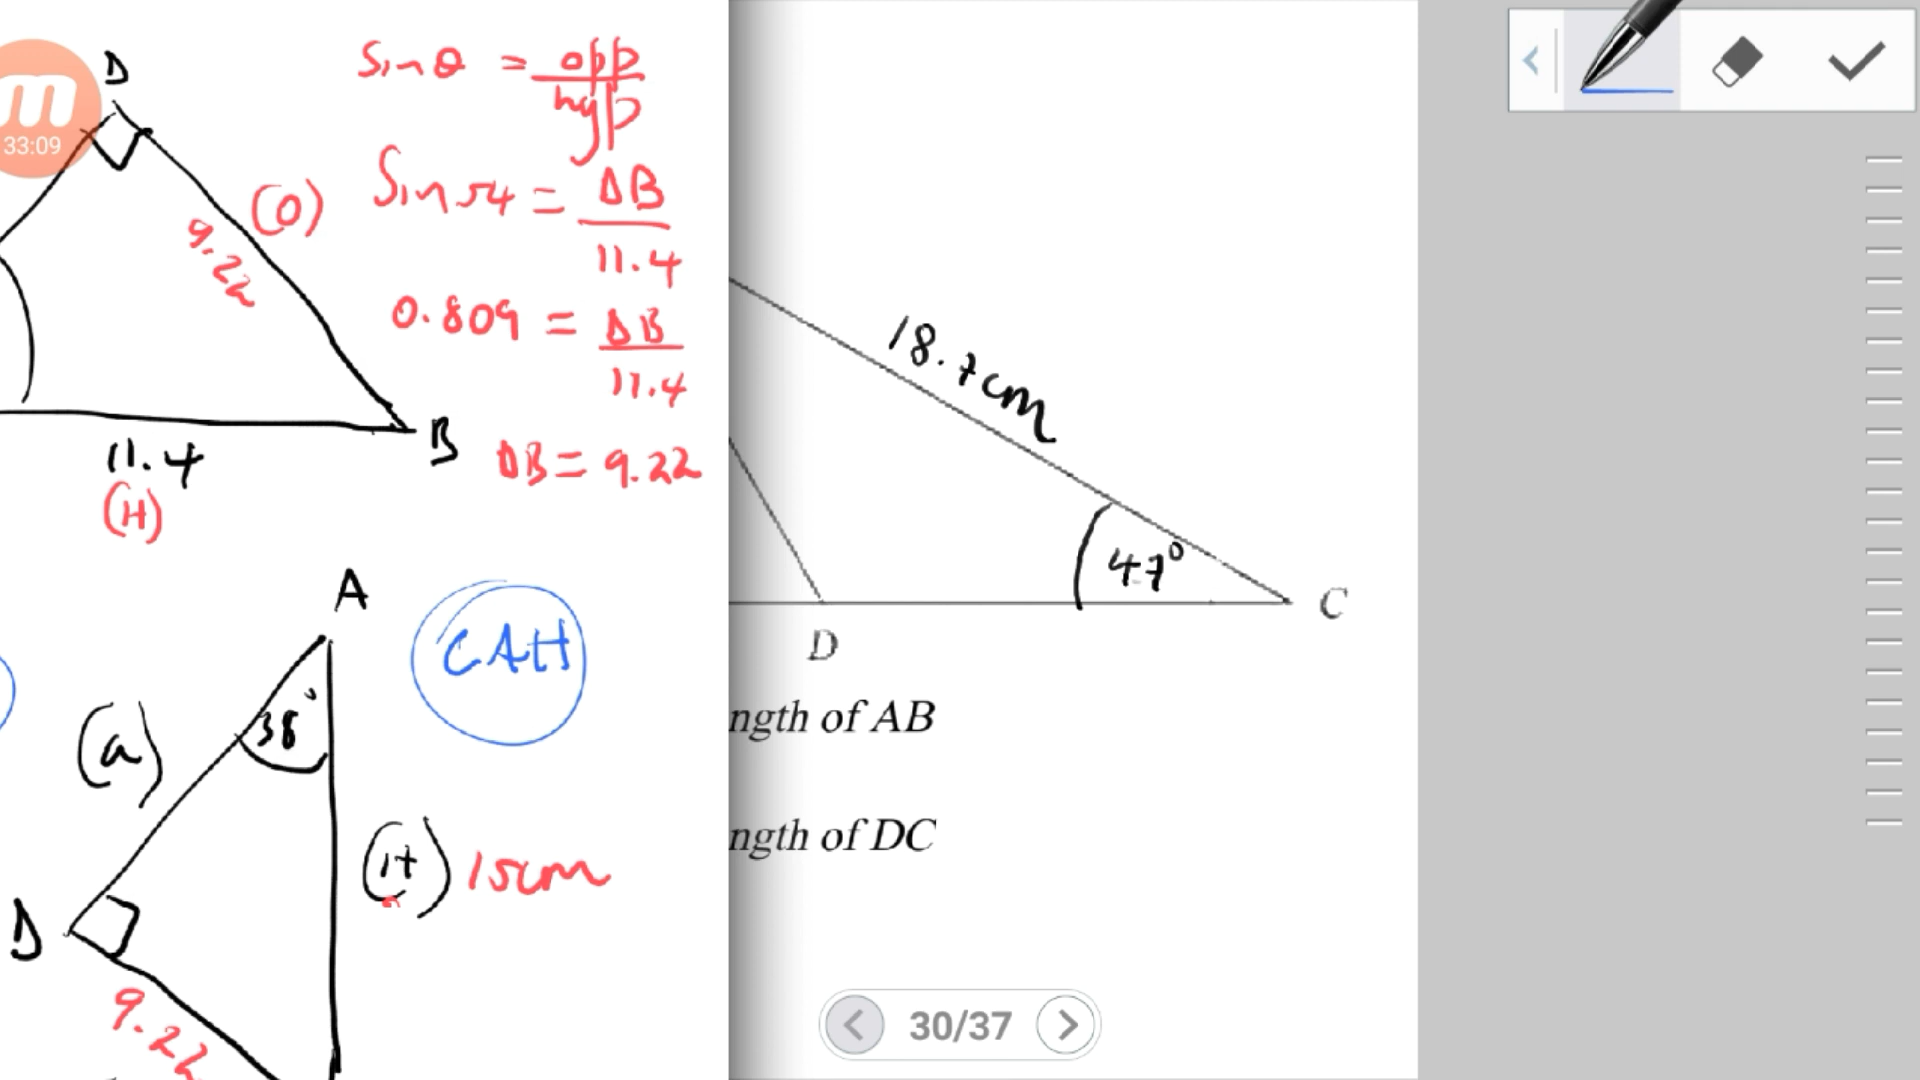 33:09
D
(O)
9.22
11.4
(H)
B
Sinθ = opp
hyp
Sin 54 = DB
11.4
0.809 = DB
11.4
DB = 9.22
A
38°
(a)
CAH
(H) 15cm
D
9.22
18.7cm
47°
C
D
ngth of AB
ngth of DC
30/37